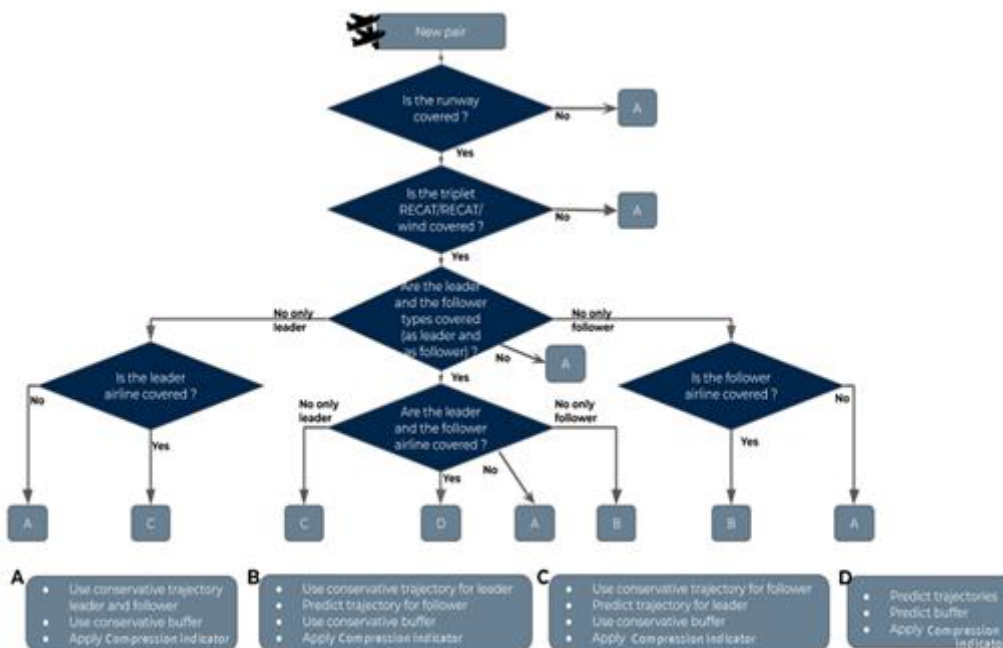 New pair
Is the runway
covered ?
No
A
Yes
Is the triplet
RECAT/RECAT/
wind covered ?
No
A
Yes
Are the leader
and the follower
types covered
(as leader and
as follower) ?
No only
leader
No only
follower
No
A
Yes
Is the leader
airline covered ?
No
Yes
Are the leader
and the follower
airline covered ?
No only
leader
No only
follower
No
Yes
Is the follower
airline covered ?
No
Yes
A
C
C
D
A
B
B
A
A
• Use conservative trajectory
leader and follower
• Use conservative buffer
• Apply Compression indicator
B
• Use conservative trajectory for leader
• Predict trajectory for follower
• Use conservative buffer
• Apply Compression indicator
C
• Use conservative trajectory for follower
• Predict trajectory for leader
• Use conservative buffer
• Apply Compression indicator
D
• Predict trajectories
• Predict buffer
• Apply Compression
indicato